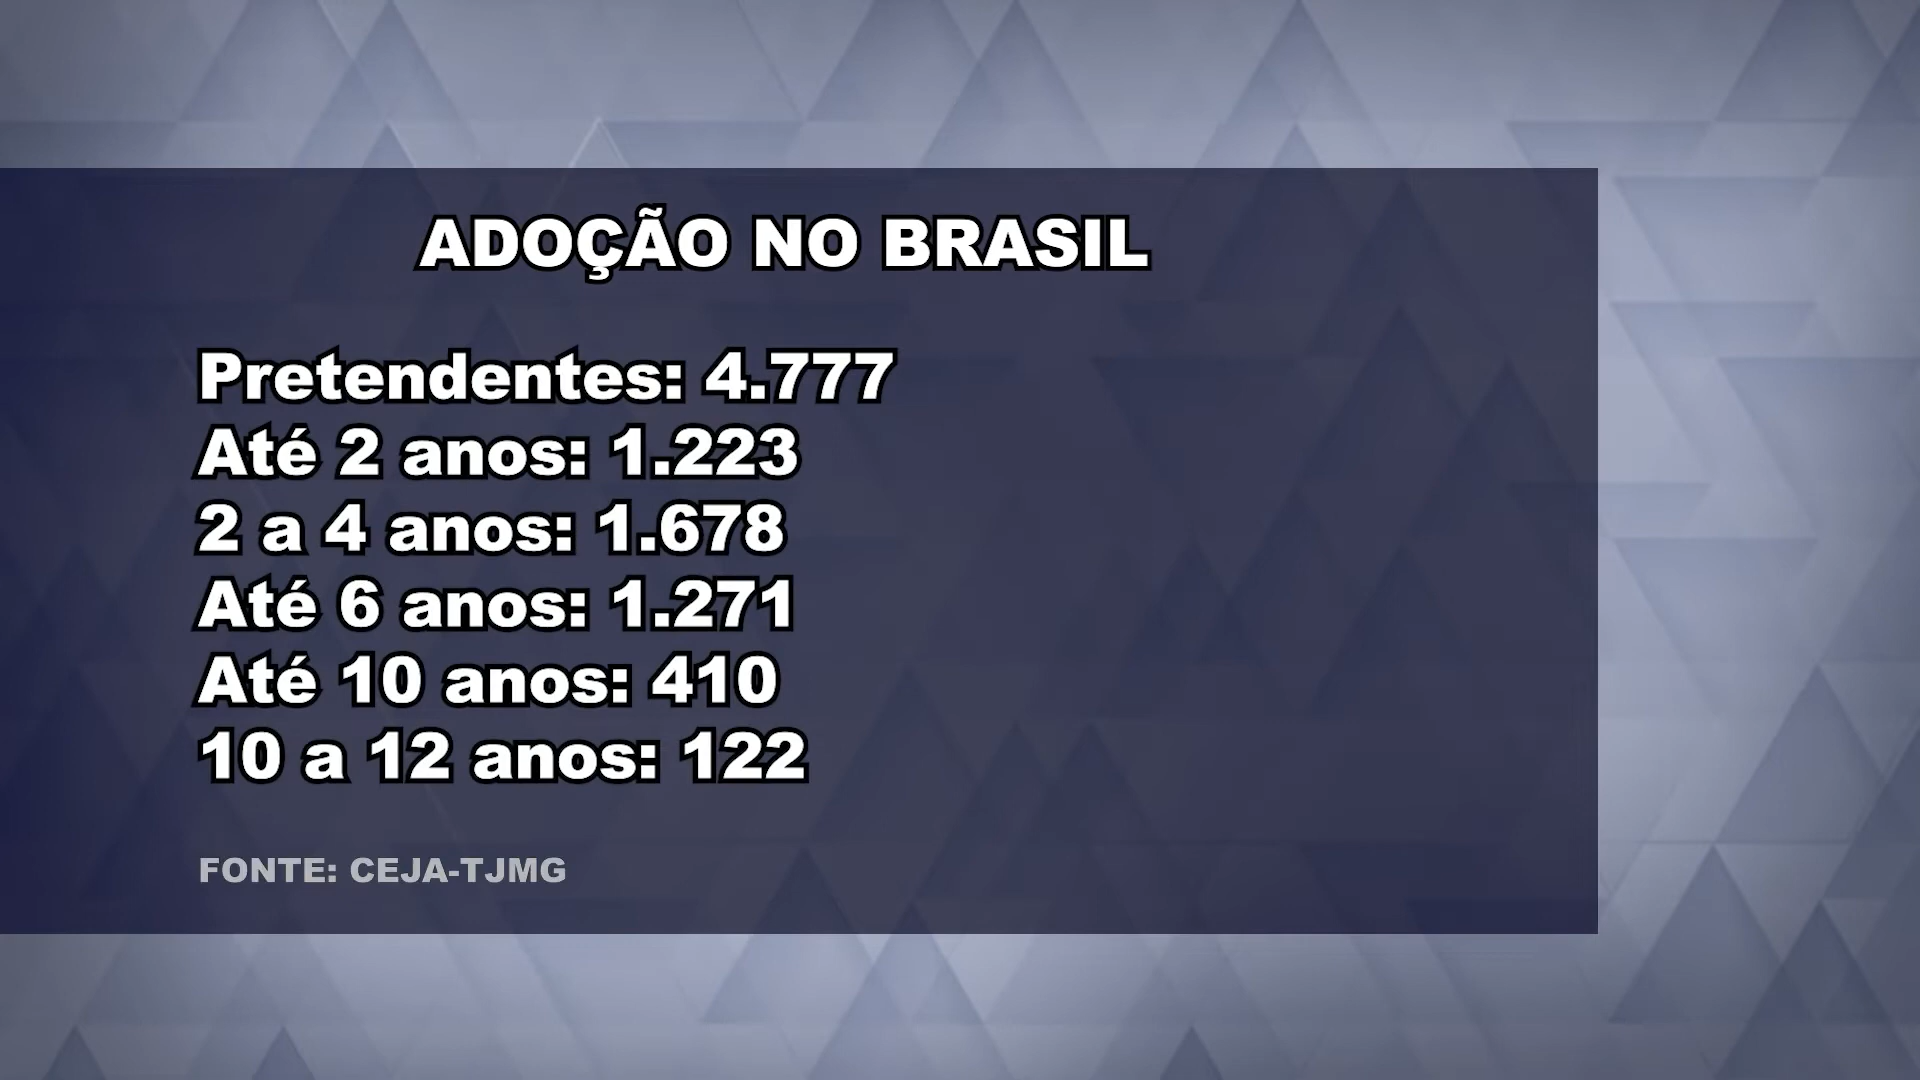 ADOÇÃO NO BRASIL
Pretendentes: 4.777
Até 2 anos: 1.223
2 a 4 anos: 1.678
Até 6 anos: 1.271
Até 10 anos: 410
10 a 12 anos: 122
FONTE: CEJA-TJMG